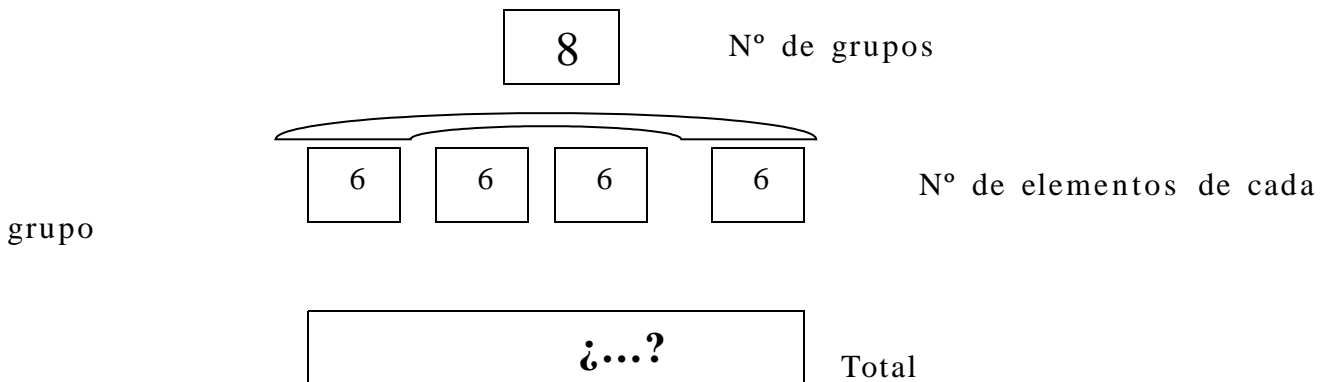 8 Nº de grupos
6 6 6 6 Nº de elementos de cada
grupo
¿...?
Total